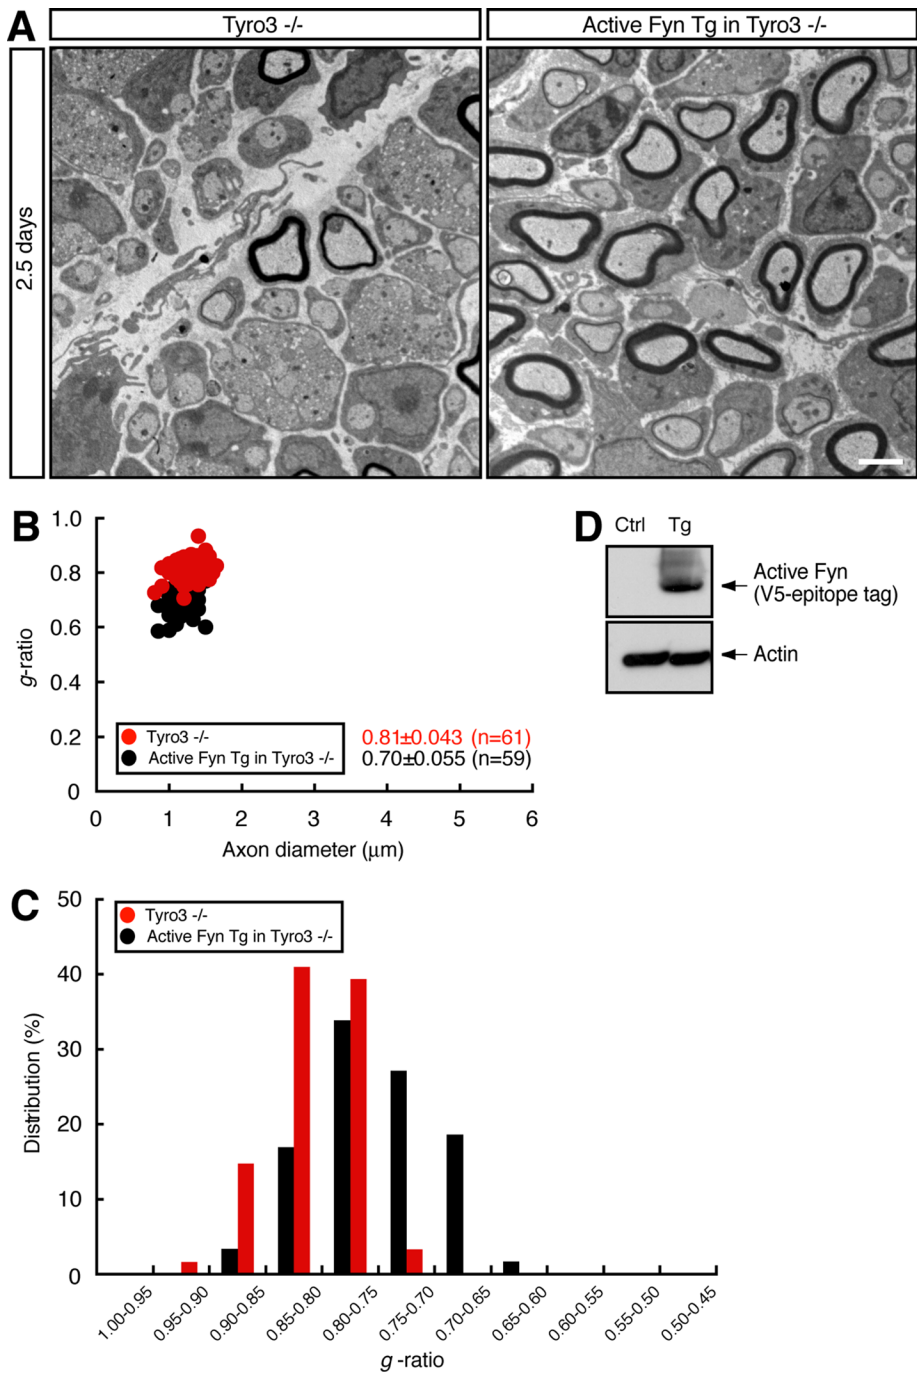 A
Tyro3 -/-
Active Fyn Tg in Tyro3 -/-
2.5 days
B
1.0
0.8
0.6
0.4
0.2
0
g-ratio
Tyro3 -/-
Active Fyn Tg in Tyro3 -/-
0.81±0.043 (n=61)
0.70±0.055 (n=59)
0 1 2 3 4 5 6
Axon diameter (μm)
D
Ctrl Tg
Active Fyn
(V5-epitope tag)
Actin
C
50
40
30
20
10
0
Distribution (%)
Tyro3 -/-
Active Fyn Tg in Tyro3 -/-
1.00-0.95
0.95-0.90
0.90-0.85
0.85-0.80
0.80-0.75
0.75-0.70
0.70-0.65
0.65-0.60
0.60-0.55
0.55-0.50
0.50-0.45
g -ratio